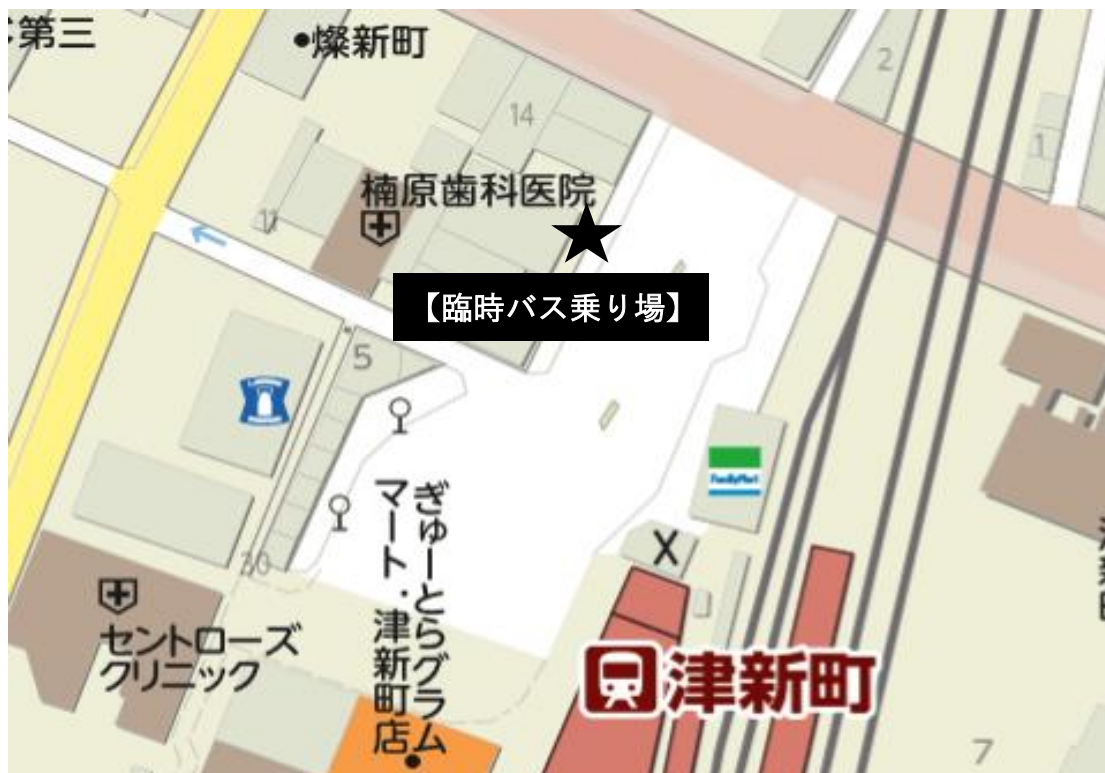 第三
燦新町
2
14
1
楠原歯科医院
11
【臨時バス乗り場】
5
FamilyMart
ぎゅーとらグラム
マート・津新町店
30
X
セントローズ
クリニック
津新町
7